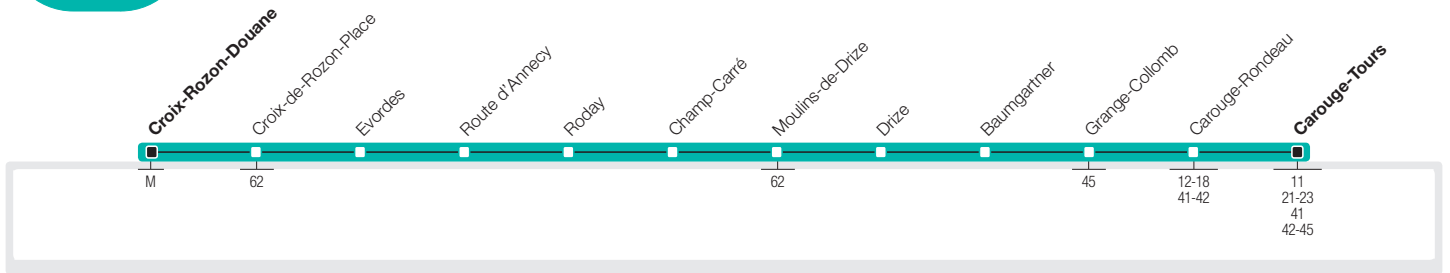 Croix-Rozon-Douane
Croix-de-Rozon-Place
Evordes
Route d'Annecy
Roday
Champ-Carré
Moulins-de-Drize
Drize
Baumgartner
Grange-Collomb
Carouge-Rondeau
Carouge-Tours
M
62
62
45
12-18
41-42
11
21-23
41
42-45